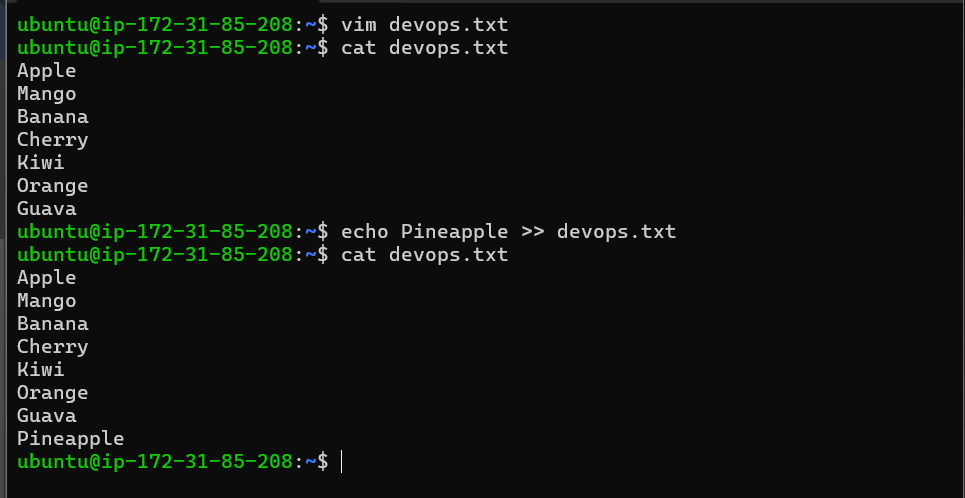 ubuntu@ip-172-31-85-208:~$ vim devops.txt
ubuntu@ip-172-31-85-208:~$ cat devops.txt
Apple
Mango
Banana
Cherry
Kiwi
Orange
Guava
ubuntu@ip-172-31-85-208:~$ echo Pineapple >> devops.txt
ubuntu@ip-172-31-85-208:~$ cat devops.txt
Apple
Mango
Banana
Cherry
Kiwi
Orange
Guava
Pineapple
ubuntu@ip-172-31-85-208:~$